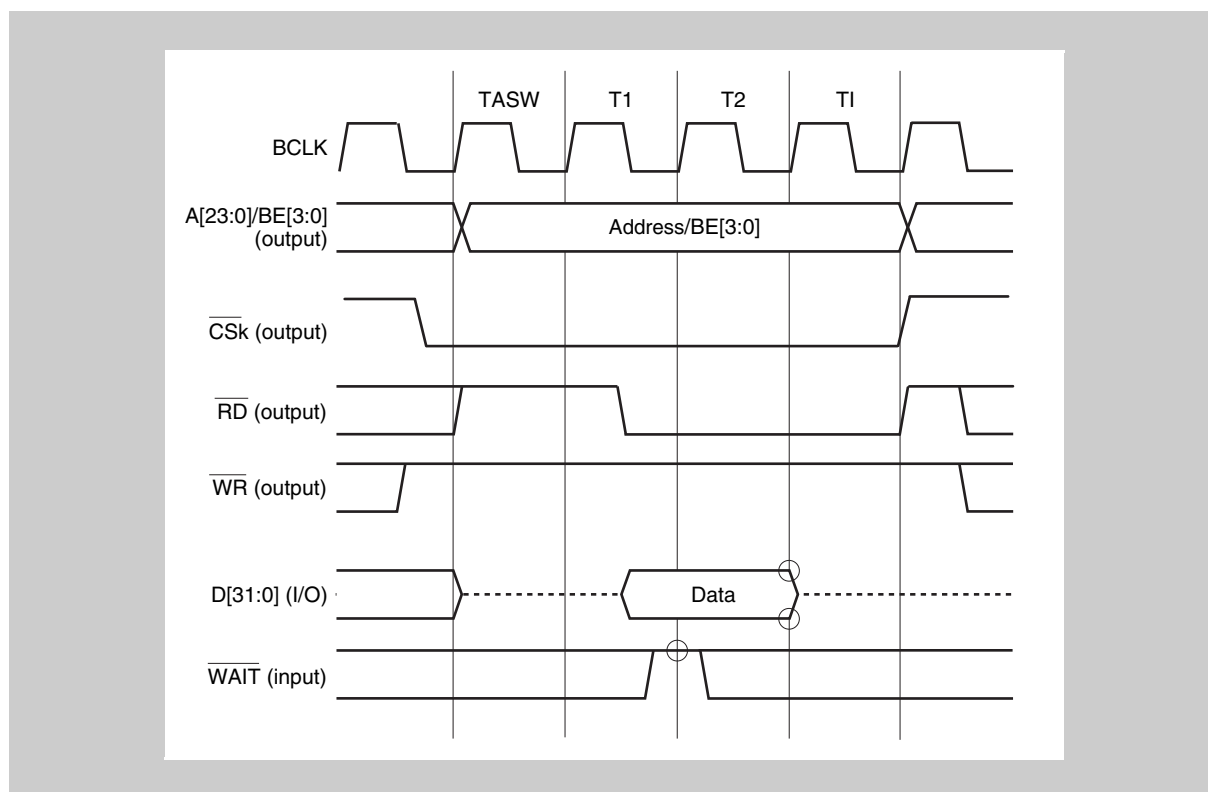 TASW T1 T2 TI
BCLK
A[23:0]/BE[3:0]
(output)
Address/BE[3:0]
CSk (output)
RD (output)
WR (output)
D[31:0] (I/O)
Data
WAIT (input)